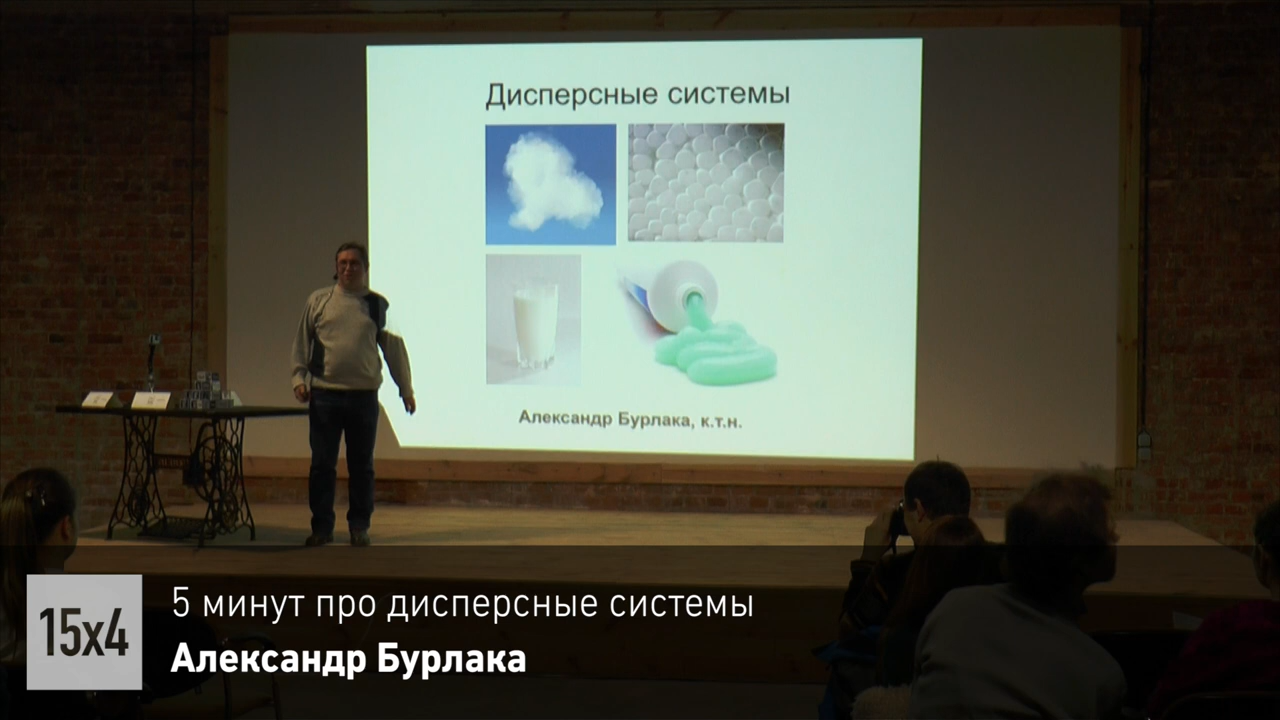 Дисперсные системы
Александр Бурлака, к.т.н.
15x4
5 минут про дисперсные системы
Александр Бурлака